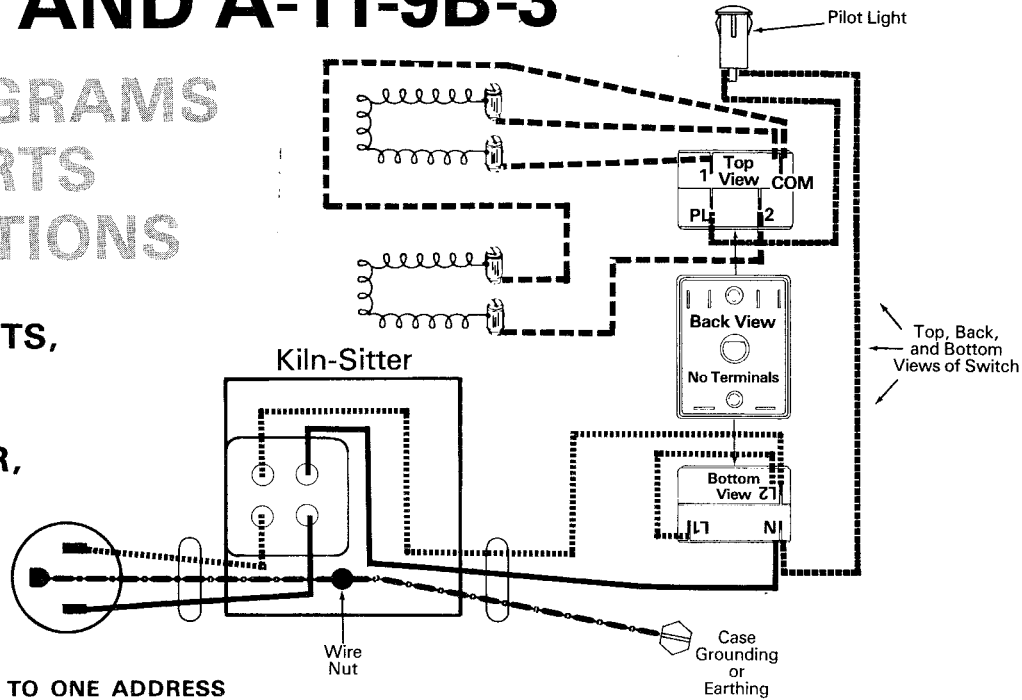 AND A-11-9B-3
GRAMS
RTS
TIONS
TS,
R,
TO ONE ADDRESS
Pilot Light
1
Top
View
COM
PL
2
Back View
No Terminals
Top, Back,
and Bottom
Views of Switch
Kiln-Sitter
Bottom
View
L2
L1
N
Wire
Nut
Case
Grounding
or
Earthing